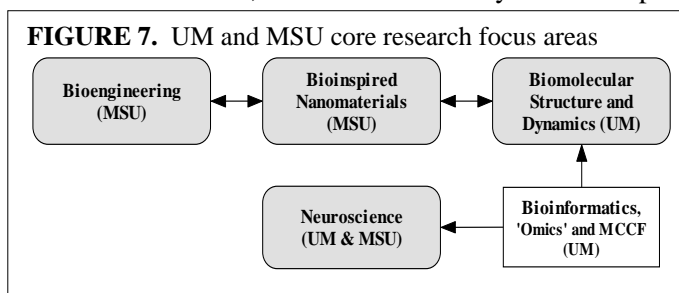 FIGURE 7. UM and MSU core research focus areas
Bioengineering
(MSU)
Bioinspired
Nanomaterials
(MSU)
Biomolecular
Structure and
Dynamics (UM)
Neuroscience
(UM & MSU)
Bioinformatics,
'Omics' and MCCF
(UM)